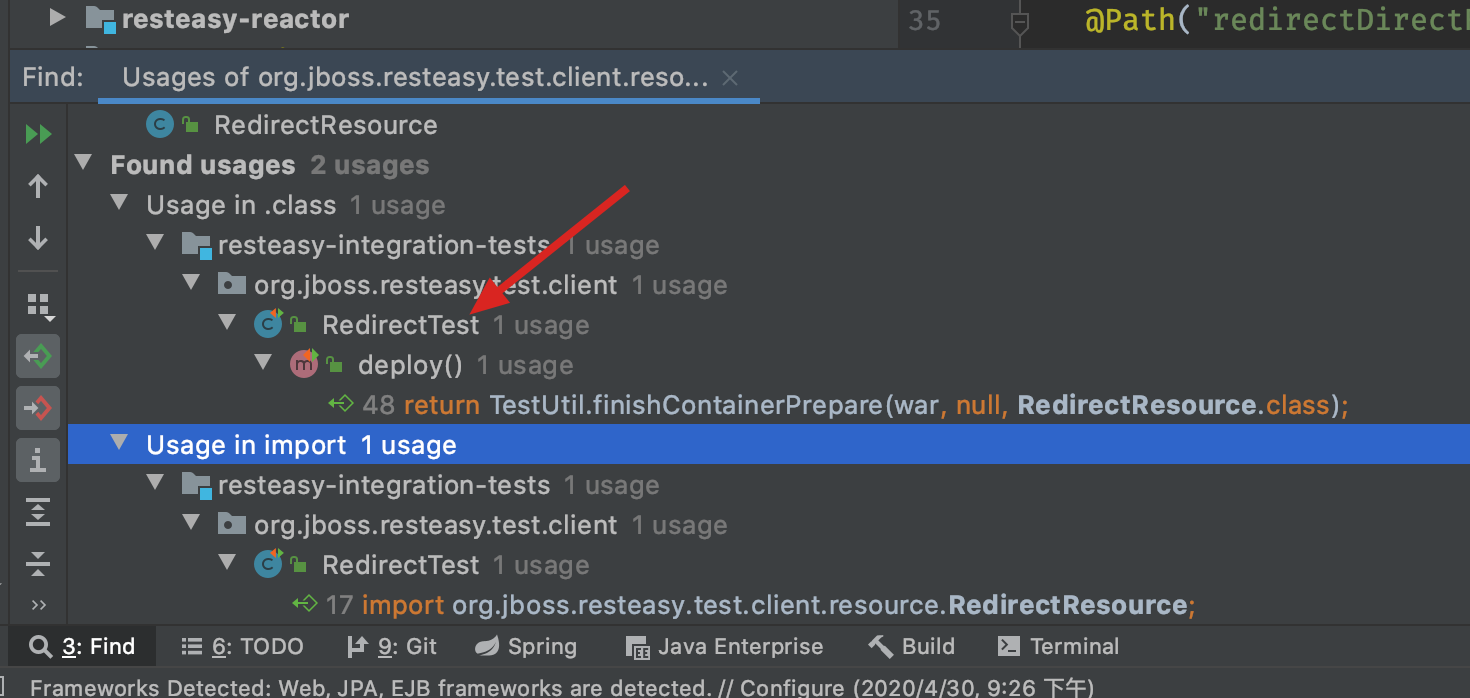 resteasy-reactor
35 @Path("redirectDirect
Find: Usages of org.jboss.resteasy.test.client.reso...
RedirectResource
Found usages 2 usages
Usage in .class 1 usage
resteasy-integration-tests 1 usage
org.jboss.resteasy.test.client 1 usage
RedirectTest 1 usage
deploy() 1 usage
48 return TestUtil.finishContainerPrepare(war, null, RedirectResource.class);
Usage in import 1 usage
resteasy-integration-tests 1 usage
org.jboss.resteasy.test.client 1 usage
RedirectTest 1 usage
17 import org.jboss.resteasy.test.client.resource.RedirectResource;
3: Find 6: TODO 9: Git Spring Java Enterprise Build Terminal
Frameworks Detected: Web, JPA, EJB frameworks are detected. // Configure (2020/4/30, 9:26 下午)